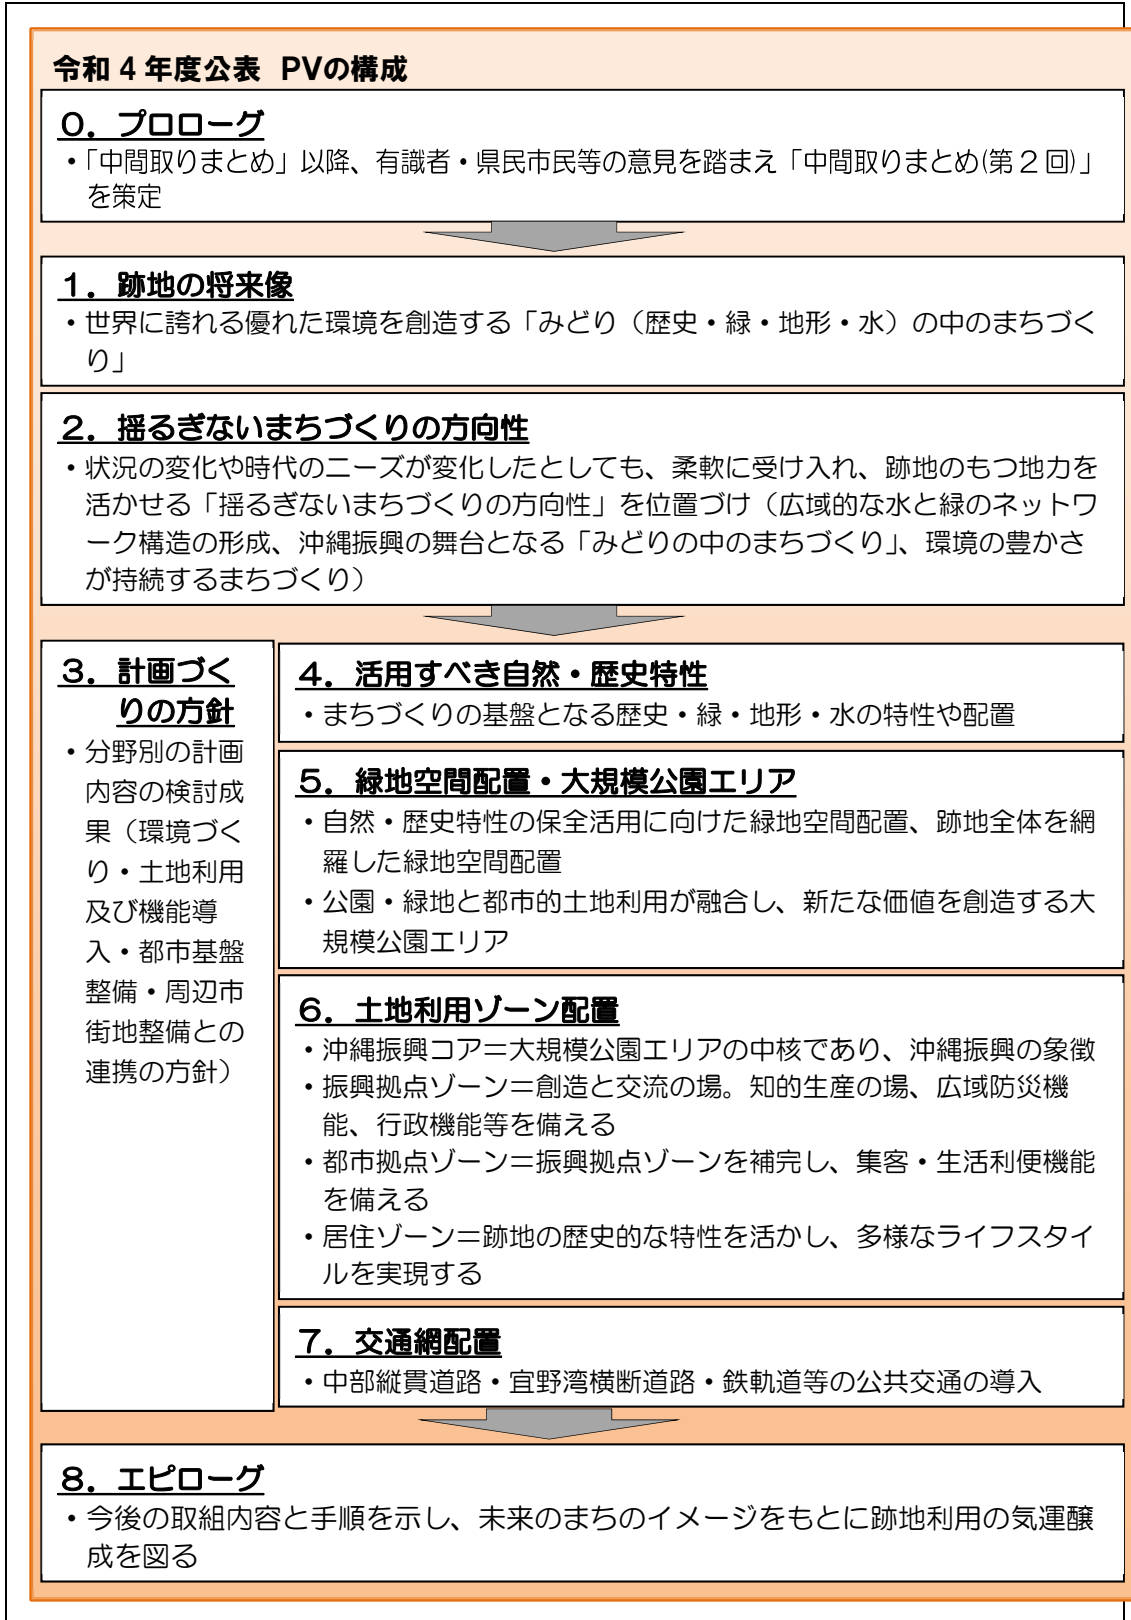 令和４年度公表 PVの構成
０．プロローグ
・「中間取りまとめ」以降、有識者・県民市民等の意見を踏まえ「中間取りまとめ(第２回)」
を策定
１．跡地の将来像
・世界に誇れる優れた環境を創造する「みどり（歴史・緑・地形・水）の中のまちづく
り」
２．揺るぎないまちづくりの方向性
・状況の変化や時代のニーズが変化したとしても、柔軟に受け入れ、跡地のもつ地力を
活かせる「揺るぎないまちづくりの方向性」を位置づけ（広域的な水と緑のネットワ
ーク構造の形成、沖縄振興の舞台となる「みどりの中のまちづくり」、環境の豊かさ
が持続するまちづくり）
３．計画づく
りの方針
・分野別の計画
内容の検討成
果（環境づく
り・土地利用
及び機能導
入・都市基盤
整備・周辺市
街地整備との
連携の方針）
４．活用すべき自然・歴史特性
・まちづくりの基盤となる歴史・緑・地形・水の特性や配置
５．緑地空間配置・大規模公園エリア
・自然・歴史特性の保全活用に向けた緑地空間配置、跡地全体を網
羅した緑地空間配置
・公園・緑地と都市的土地利用が融合し、新たな価値を創造する大
規模公園エリア
６．土地利用ゾーン配置
・沖縄振興コア＝大規模公園エリアの中核であり、沖縄振興の象徴
・振興拠点ゾーン＝創造と交流の場。知的生産の場、広域防災機
能、行政機能等を備える
・都市拠点ゾーン＝振興拠点ゾーンを補完し、集客・生活利便機能
を備える
・居住ゾーン＝跡地の歴史的な特性を活かし、多様なライフスタイ
ルを実現する
７．交通網配置
・中部縦貫道路・宜野湾横断道路・鉄軌道等の公共交通の導入
８．エピローグ
・今後の取組内容と手順を示し、未来のまちのイメージをもとに跡地利用の気運醸
成を図る